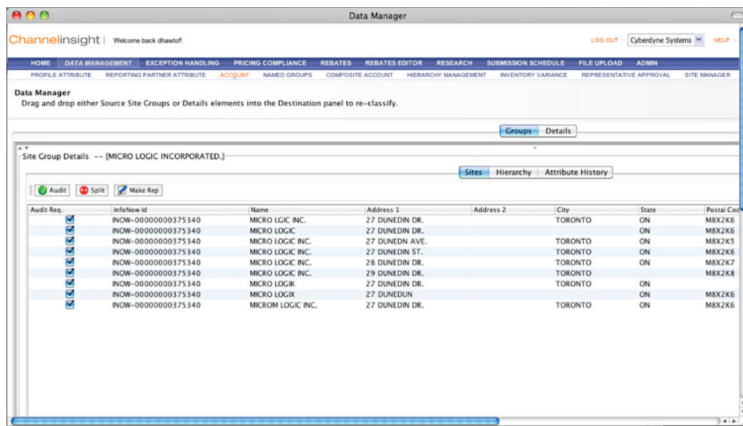 Data Manager
Channelinsight | Welcome back dhawtoff LOG OUT Cyberdyne Systems HELP
HOME DATA MANAGEMENT EXCEPTION HANDLING PRICING COMPLIANCE REBATES REBATES EDITOR RESEARCH SUBMISSION SCHEDULE FILE UPLOAD ADMIN
PROFILE ATTRIBUTE REPORTING PARTNER ATTRIBUTE ACCOUNT NAMED GROUPS COMPOSITE ACCOUNT HIERARCHY MANAGEMENT INVENTORY VARIANCE REPRESENTATIVE APPROVAL SITE MANAGER
Data Manager
Drag and drop either Source Site Groups or Details elements into the Destination panel to re-classify.
Groups Details
Site Group Details -- [MICRO LOGIC INCORPORATED.]
Sites Hierarchy Attribute History
Audit Split Make Rep
Audit Req. InfoNow Id Name Address 1 Address 2 City State Postal Cod
INOW-00000000375340 MICRO LGIC INC. 27 DUNEDIN DR. TORONTO ON M8X2K6
INOW-00000000375340 MICRO LOGIC 27 DUNEDIN DR. ON M8X2K6
INOW-00000000375340 MICRO LOGIC INC. 27 DUNEDN AVE. TORONTO ON M8X2K5
INOW-00000000375340 MICRO LOGIC INC. 27 DUNEDIN ST. TORONTO ON M8X2K6
INOW-00000000375340 MICRO LOGIC INC. 28 DUNEDIN DR. TORONTO ON M8X2K7
INOW-00000000375340 MICRO LOGIC INC. 29 DUNEDIN DR. TORONTO M8X2K8
INOW-00000000375340 MICRO LOGIK 27 DUNEDIN DR. TORONTO ON
INOW-00000000375340 MICRO LOGIX 27 DUNEDUN ON M8X2K6
INOW-00000000375340 MICROM LOGIC INC. 27 DUNEDIN DR. TORONTO ON M8X2K6